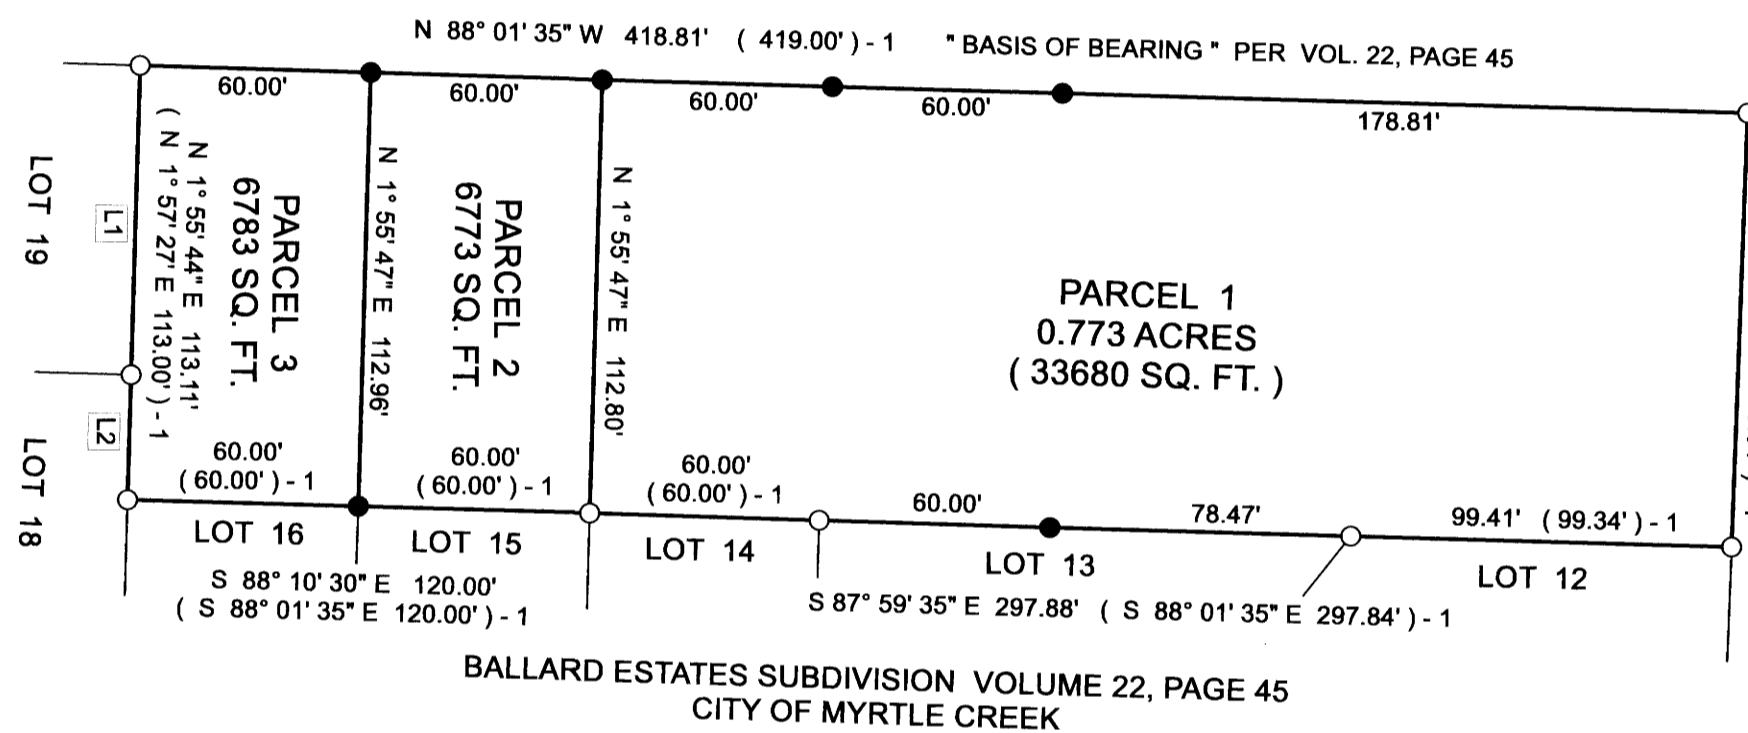 N 88° 01' 35" W 418.81' ( 419.00' ) - 1 " BASIS OF BEARING " PER VOL. 22, PAGE 45
60.00'
60.00'
60.00'
60.00'
178.81'
LOT 19
L1
( N 1° 57' 27' E 113.00' ) - 1
N 1° 55' 44" E 113.11'
PARCEL 3
6783 SQ. FT.
N 1° 55' 47" E 112.96'
PARCEL 2
6773 SQ. FT.
N 1° 55' 47" E 112.80'
PARCEL 1
0.773 ACRES
( 33680 SQ. FT. )
LOT 18
L2
60.00'
( 60.00' ) - 1
60.00'
( 60.00' ) - 1
60.00'
( 60.00' ) - 1
60.00'
78.47'
99.41' ( 99.34' ) - 1
LOT 16
LOT 15
LOT 14
LOT 13
LOT 12
S 88° 10' 30" E 120.00'
( S 88° 01' 35" E 120.00' ) - 1
S 87° 59' 35" E 297.88' ( S 88° 01' 35" E 297.84' ) - 1
BALLARD ESTATES SUBDIVISION VOLUME 22, PAGE 45
CITY OF MYRTLE CREEK